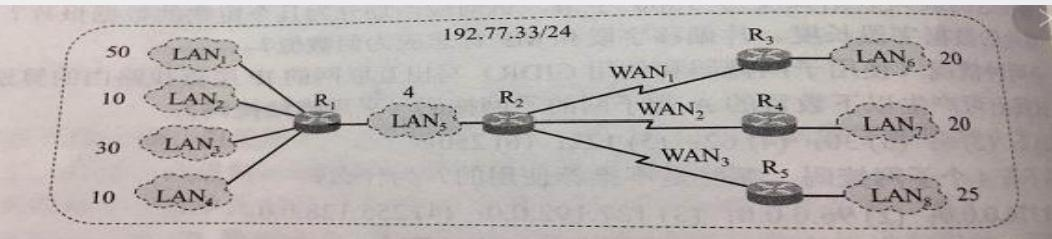 192.77.33/24
50 LAN₁
10 LAN₂
30 LAN₃
10 LAN₄
R₁
4
LAN₅
R₂
WAN₁
WAN₂
WAN₃
R₃
LAN₆ 20
R₄
LAN₇ 20
R₅
LAN₈ 25